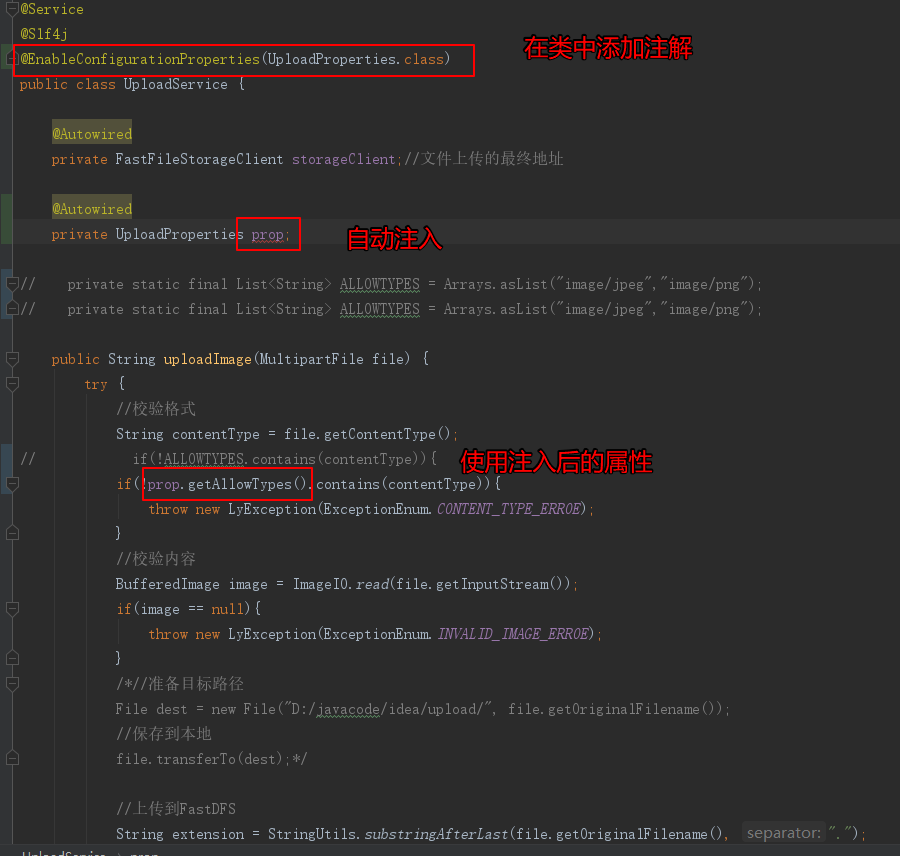 @Service
@Slf4j
@EnableConfigurationProperties(UploadProperties.class)
在类中添加注解
public class UploadService {
@Autowired
private FastFileStorageClient storageClient;//文件上传的最终地址
@Autowired
private UploadProperties prop;
自动注入
//    private static final List<String> ALLOWTYPES = Arrays.asList("image/jpeg","image/png");
//    private static final List<String> ALLOWTYPES = Arrays.asList("image/jpeg","image/png");
public String uploadImage(MultipartFile file) {
try {
//校验格式
String contentType = file.getContentType();
//            if(!ALLOWTYPES.contains(contentType)){
使用注入后的属性
if(!prop.getAllowTypes().contains(contentType)){
throw new LyException(ExceptionEnum.CONTENT_TYPE_ERROE);
}
//校验内容
BufferedImage image = ImageIO.read(file.getInputStream());
if(image == null){
throw new LyException(ExceptionEnum.INVALID_IMAGE_ERROE);
}
/*//准备目标路径
File dest = new File("D:/javacode/idea/upload/", file.getOriginalFilename());
//保存到本地
file.transferTo(dest);*/
//上传到FastDFS
String extension = StringUtils.substringAfterLast(file.getOriginalFilename(), separator: ".");
UploadService > prop